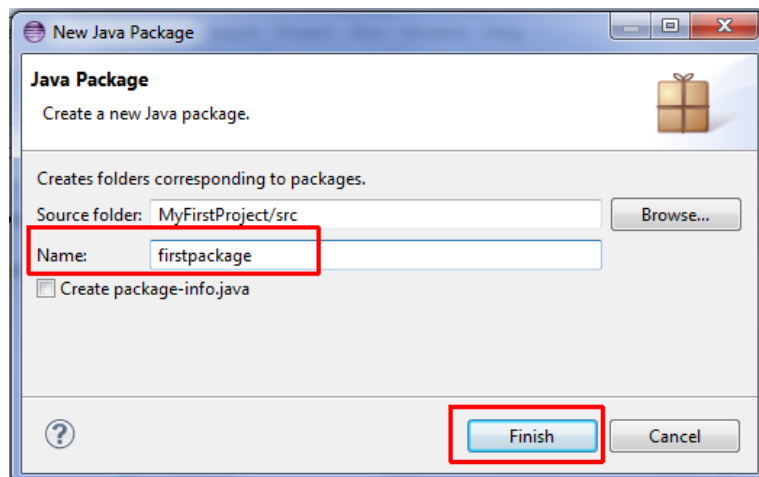 New Java Package
Java Package
Create a new Java package.
Creates folders corresponding to packages.
Source folder: MyFirstProject/src Browse...
Name: firstpackage
Create package-info.java
? Finish Cancel